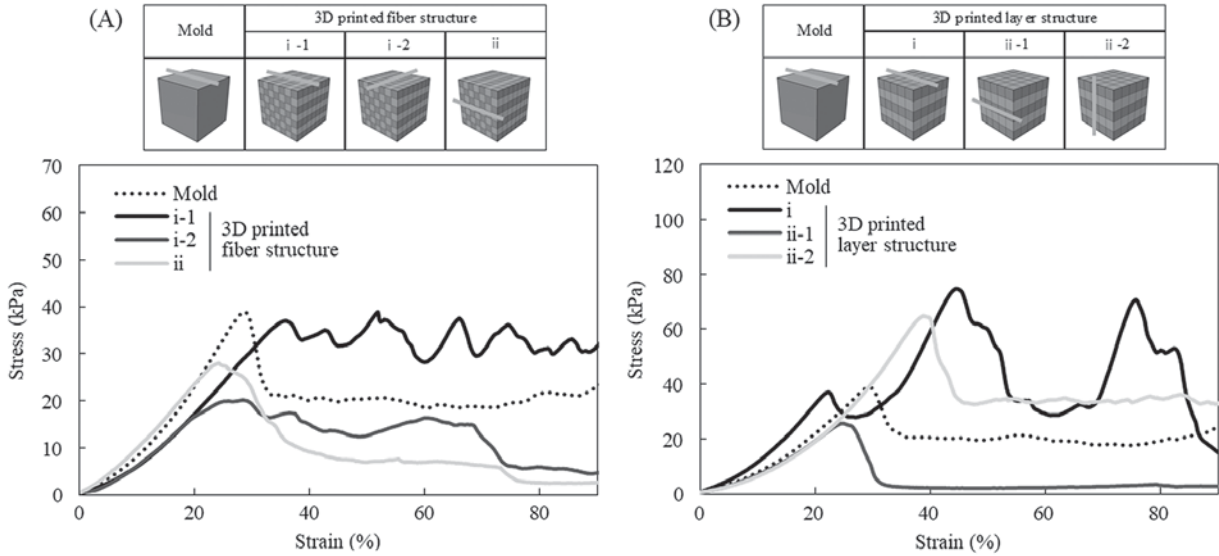 (A)
Mold
3D printed fiber structure
i-1
i-2
ii
70
60
50
40
30
20
10
0
Stress (kPa)
Mold
i-1
i-2
ii
3D printed
fiber structure
0
20
40
60
80
Strain (%)
(B)
Mold
3D printed layer structure
i
ii-1
ii-2
120
100
80
60
40
20
0
Stress (kPa)
Mold
i
ii-1
ii-2
3D printed
layer structure
0
20
40
60
80
Strain (%)